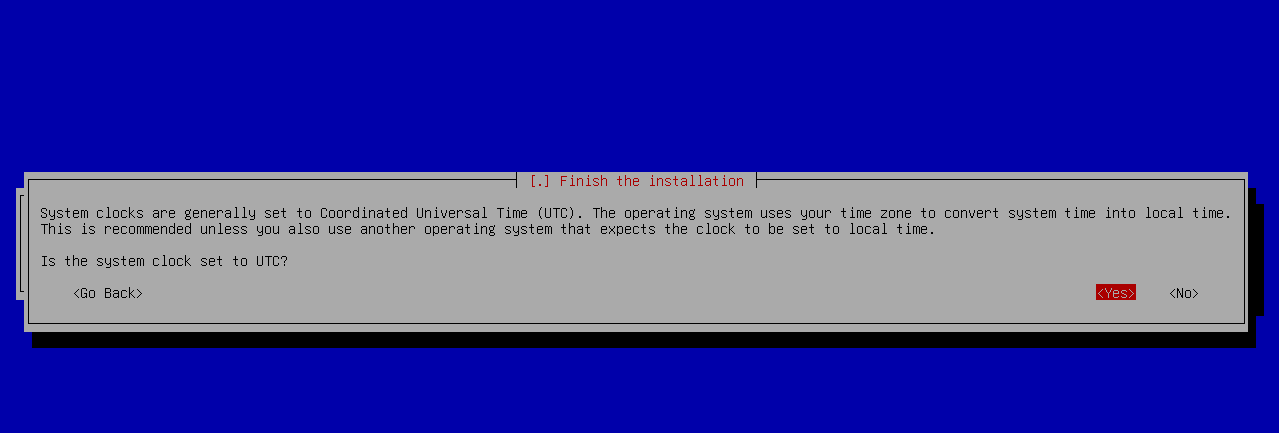 [.] Finish the installation
System clocks are generally set to Coordinated Universal Time (UTC). The operating system uses your time zone to convert system time into local time.
This is recommended unless you also use another operating system that expects the clock to be set to local time.
Is the system clock set to UTC?
<Go Back> <Yes> <No>